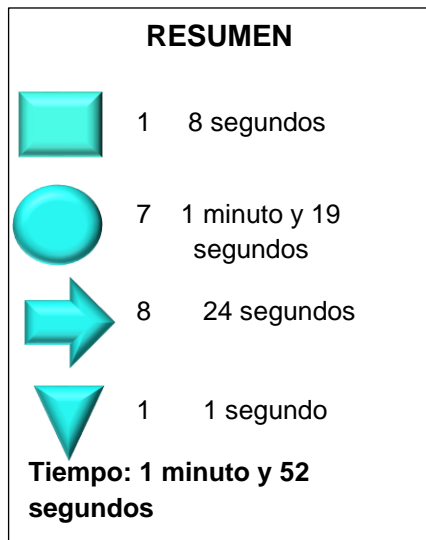 RESUMEN
1 8 segundos
7 1 minuto y 19
segundos
8 24 segundos
1 1 segundo
Tiempo: 1 minuto y 52
segundos